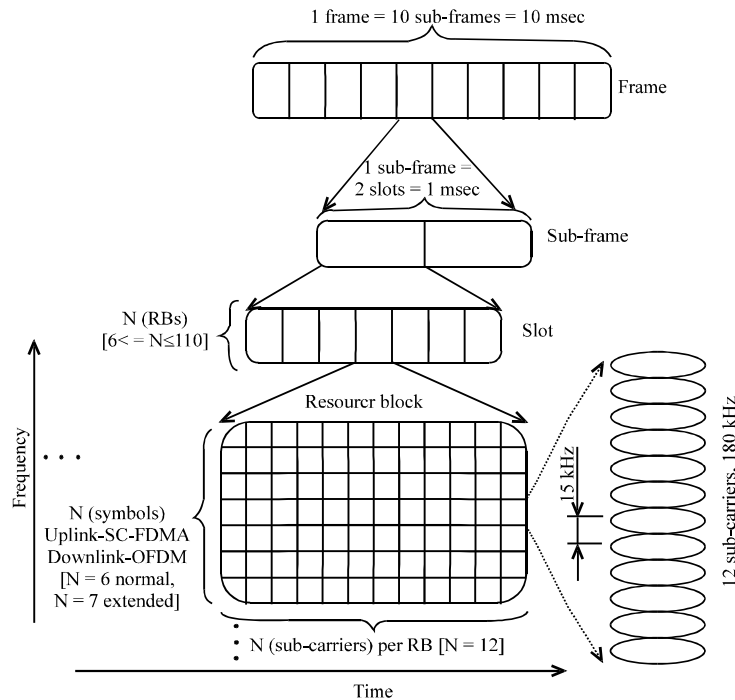 1 frame = 10 sub-frames = 10 msec
Frame
1 sub-frame =
2 slots = 1 msec
Sub-frame
N (RBs)
[6< = N≤110]
Slot
Resourcr block
Frequency
N (symbols)
Uplink-SC-FDMA
Downlink-OFDM
[N = 6 normal,
N = 7 extended]
15 kHz
12 sub-carriers, 180 kHz
N (sub-carriers) per RB [N = 12]
Time